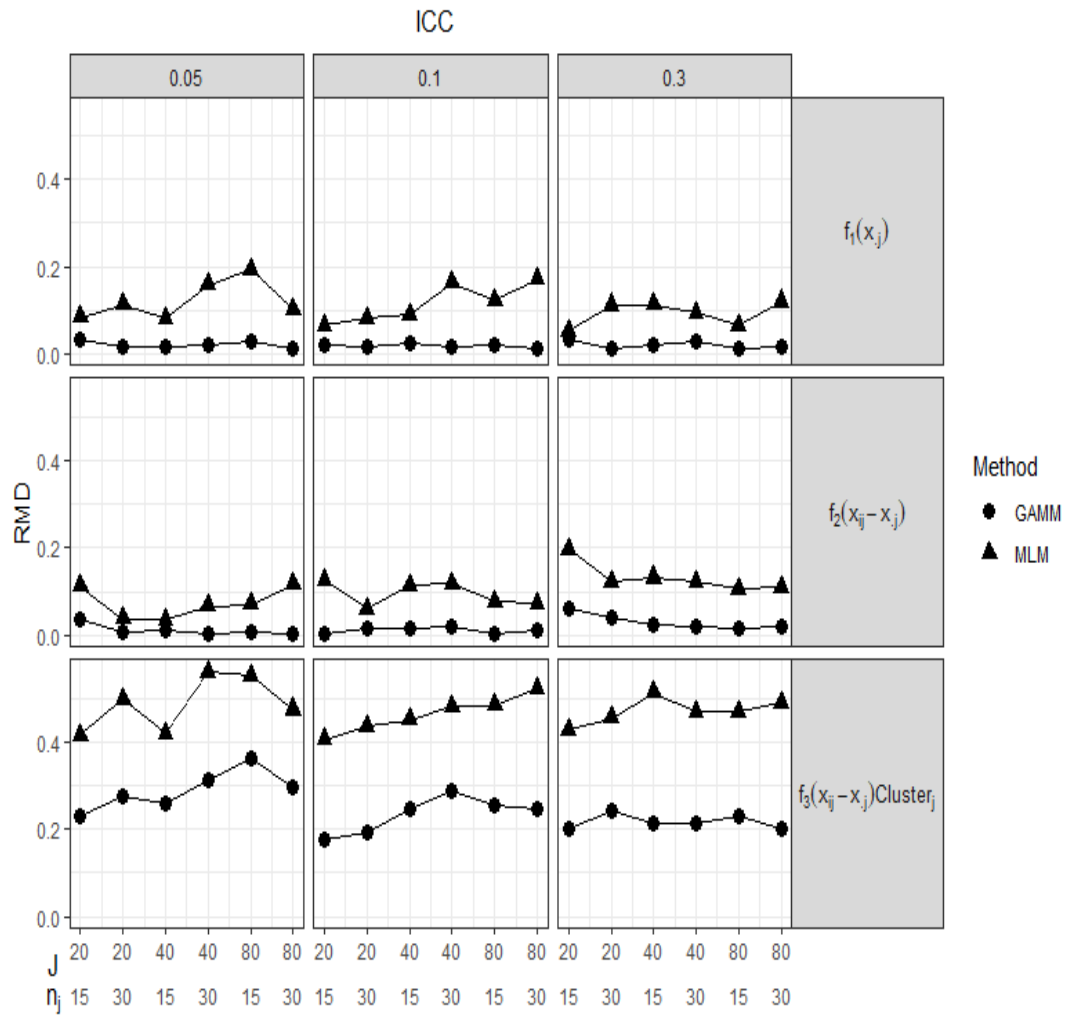 ICC
0.05 0.1 0.3
0.4
0.2
0.0
f₁(x.ⱼ)
0.4
0.2
0.0
f₂(xᵢⱼ − x.ⱼ)
0.4
0.2
0.0
f₃(xᵢⱼ − x.ⱼ)Clusterⱼ
RMD
Method
GAMM
MLM
J 20 20 40 40 80 80 20 20 40 40 80 80 20 20 40 40 80 80
nⱼ 15 30 15 30 15 30 15 30 15 30 15 30 15 30 15 30 15 30